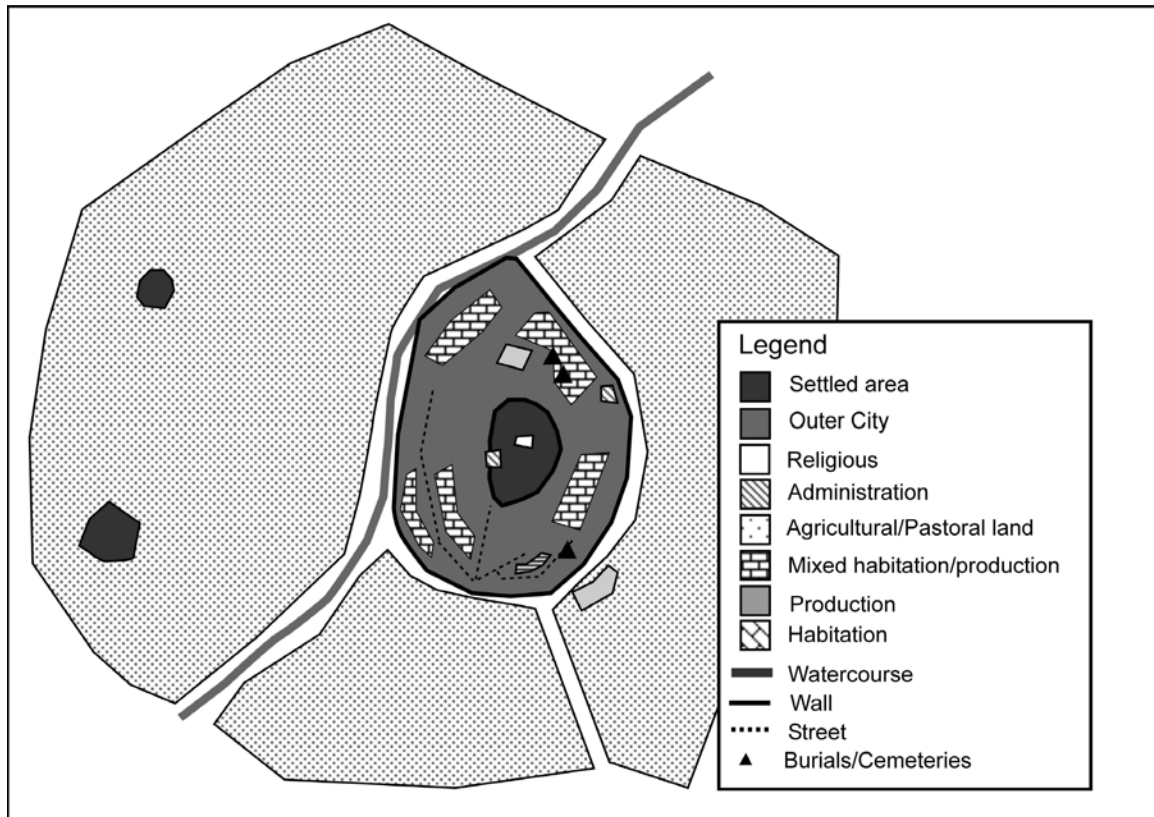 Legend
Settled area
Outer City
Religious
Administration
Agricultural/Pastoral land
Mixed habitation/production
Production
Habitation
Watercourse
Wall
Street
Burials/Cemeteries